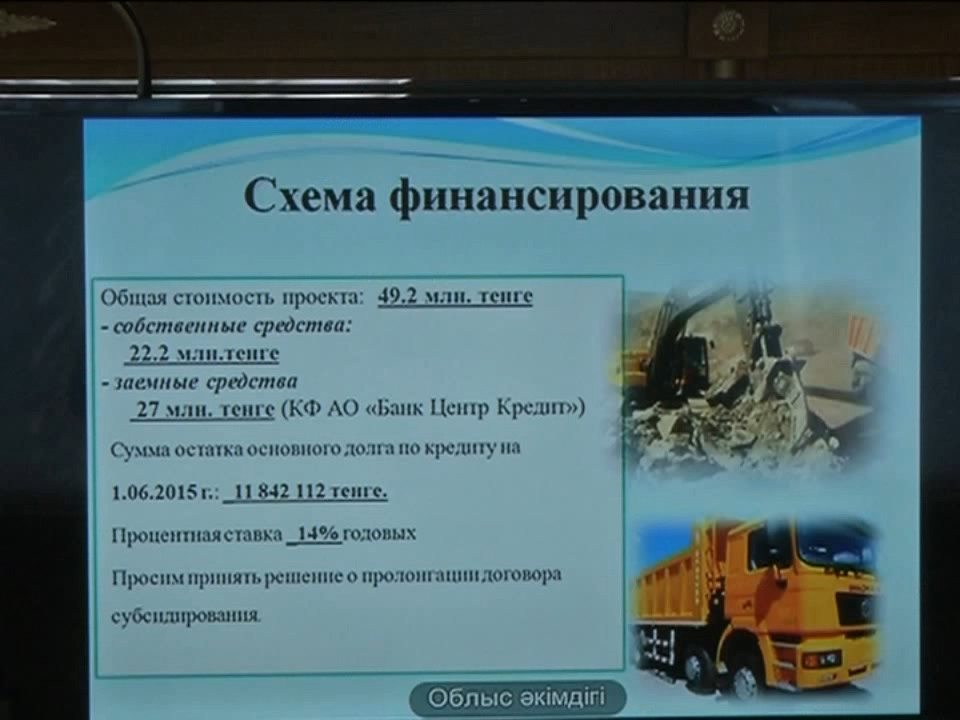 Схема финансирования
Общая стоимость проекта: 49.2 млн. тенге
- собственные средства:
22.2 млн.тенге
- заемные средства
27 млн. тенге (КФ АО «Банк Центр Кредит»)
Сумма остатка основного долга по кредиту на
1.06.2015 г.: _11 842 112 тенге.
Процентная ставка _14% годовых
Просим принять решение о пролонгации договора
субсидирования.
Облыс әкімдігі